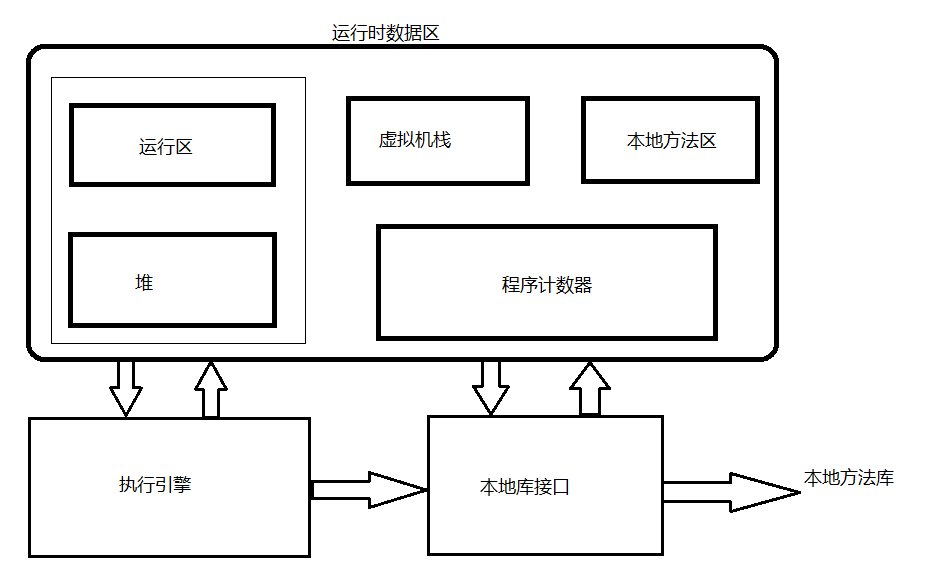 运行时数据区
运行区
虚拟机栈
本地方法区
堆
程序计数器
执行引擎
本地库接口
本地方法库